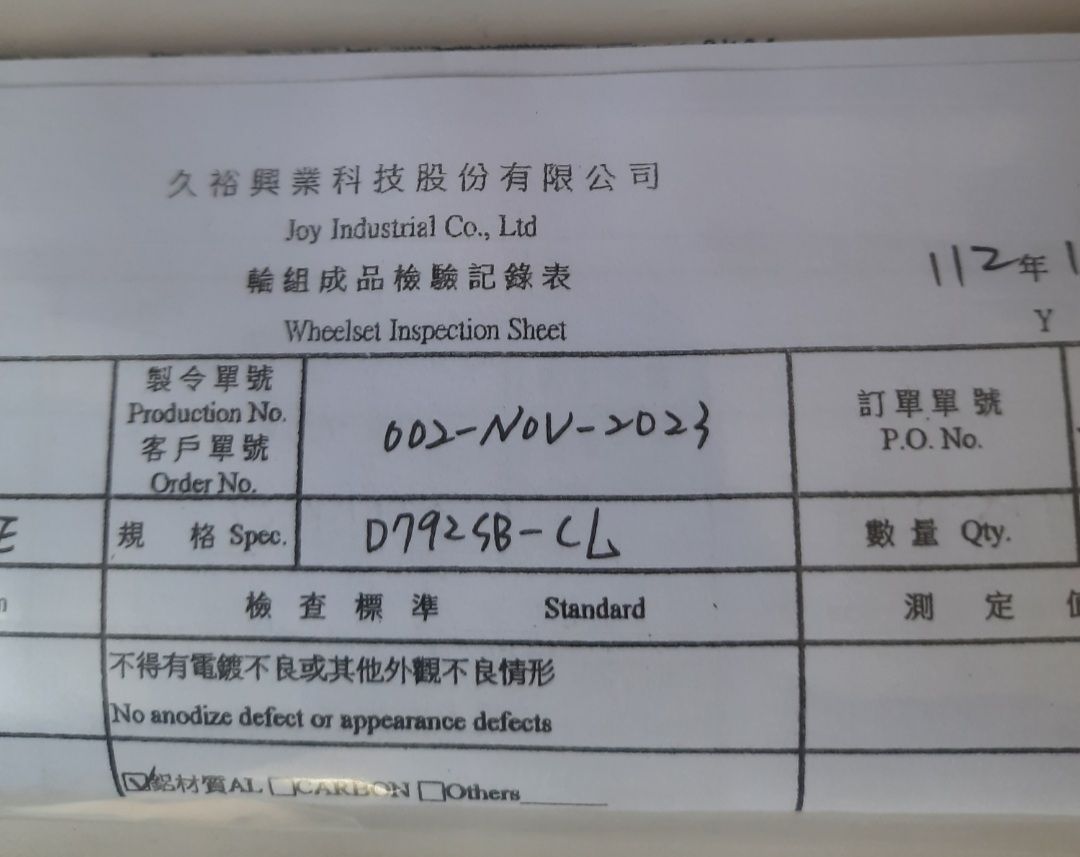 久裕興業科技股份有限公司
Joy Industrial Co., Ltd
輪組成品檢驗記錄表
112年
Wheelset Inspection Sheet
Y
製令單號
Production No.
客戶單號
Order No.
002-NOV-2023
訂單單號
P.O. No.
規 格 Spec.
D792SB-CL
數量 Qty.
檢查標準 Standard
測 定
不得有電鍍不良或其他外觀不良情形
No anodize defect or appearance defects
☑鋁材質AL □CARBON □Others______